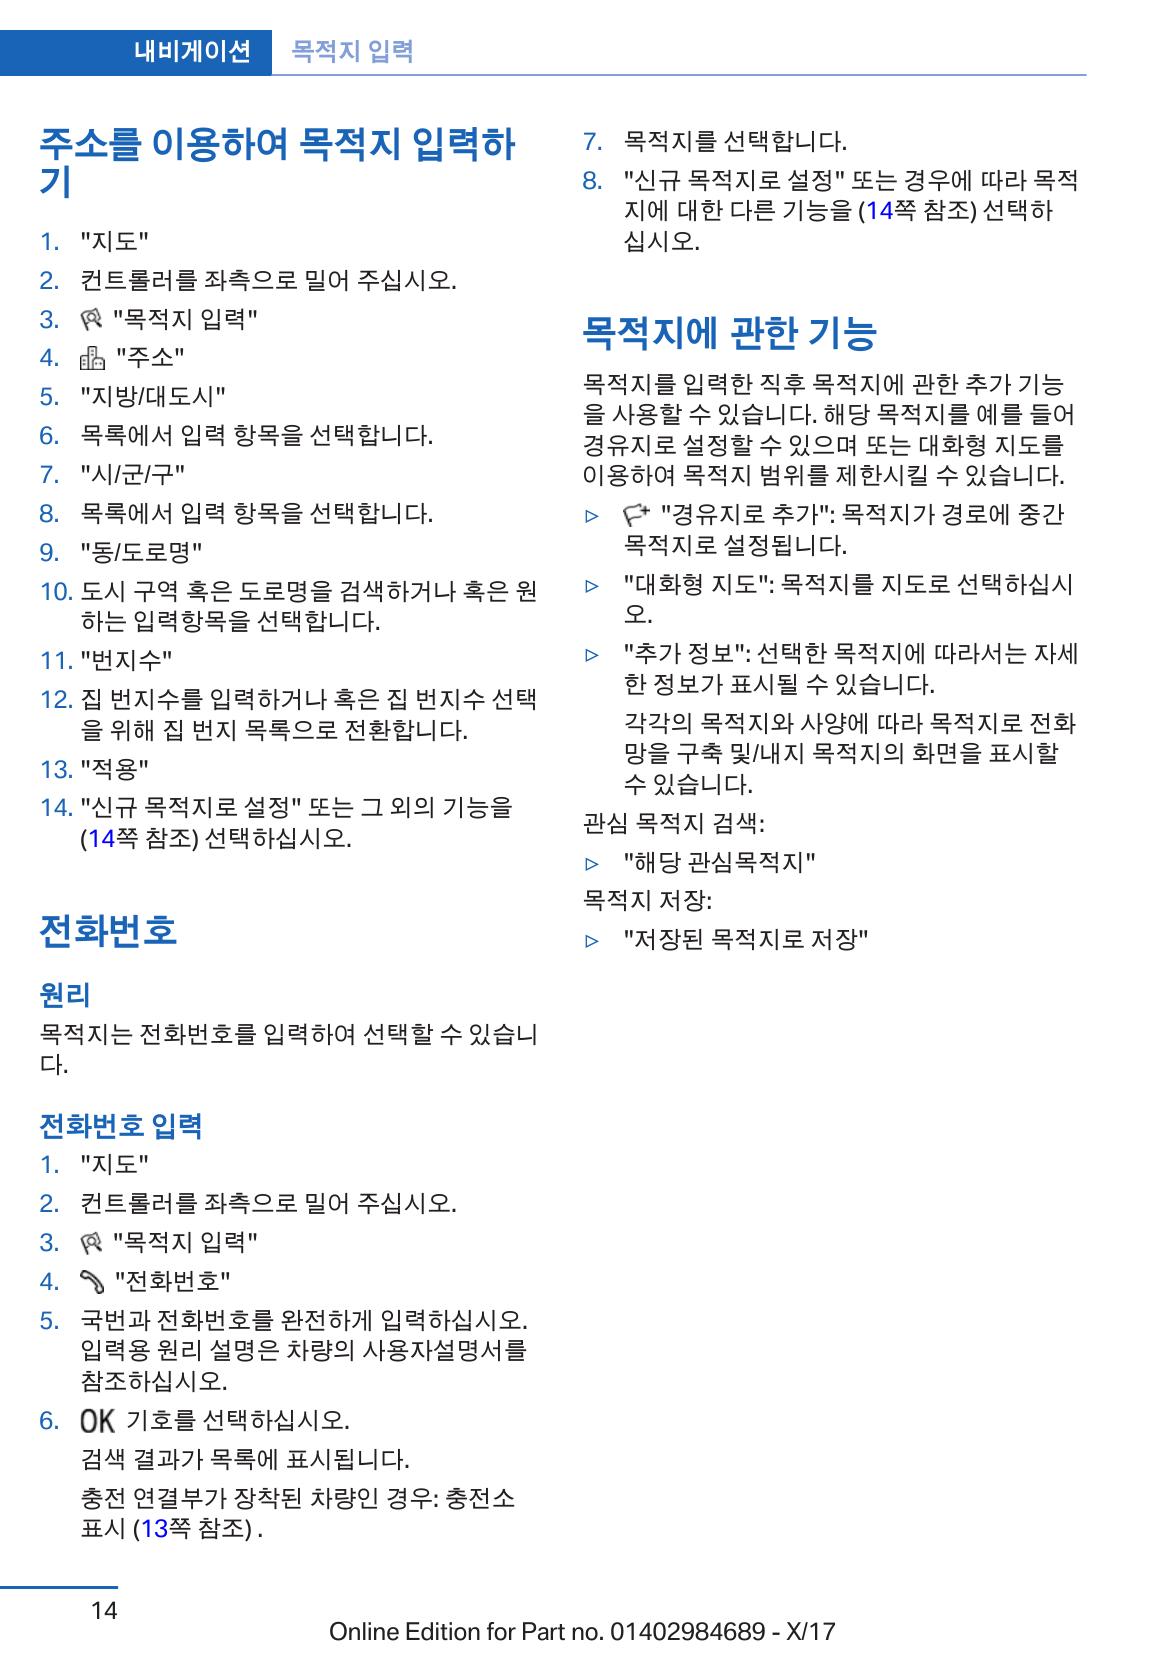 내비게이션 목적지 입력
주소를 이용하여 목적지 입력하
기
1. "지도"
2. 컨트롤러를 좌측으로 밀어 주십시오.
3. "목적지 입력"
4. "주소"
5. "지방/대도시"
6. 목록에서 입력 항목을 선택합니다.
7. "시/군/구"
8. 목록에서 입력 항목을 선택합니다.
9. "동/도로명"
10. 도시 구역 혹은 도로명을 검색하거나 혹은 원
하는 입력항목을 선택합니다.
11. "번지수"
12. 집 번지수를 입력하거나 혹은 집 번지수 선택
을 위해 집 번지 목록으로 전환합니다.
13. "적용"
14. "신규 목적지로 설정" 또는 그 외의 기능을
(14쪽 참조) 선택하십시오.
전화번호
원리
목적지는 전화번호를 입력하여 선택할 수 있습니
다.
전화번호 입력
1. "지도"
2. 컨트롤러를 좌측으로 밀어 주십시오.
3. "목적지 입력"
4. "전화번호"
5. 국번과 전화번호를 완전하게 입력하십시오.
입력용 원리 설명은 차량의 사용자설명서를
참조하십시오.
6. OK 기호를 선택하십시오.
검색 결과가 목록에 표시됩니다.
충전 연결부가 장착된 차량인 경우: 충전소
표시 (13쪽 참조) .
7. 목적지를 선택합니다.
8. "신규 목적지로 설정" 또는 경우에 따라 목적
지에 대한 다른 기능을 (14쪽 참조) 선택하
십시오.
목적지에 관한 기능
목적지를 입력한 직후 목적지에 관한 추가 기능
을 사용할 수 있습니다. 해당 목적지를 예를 들어
경유지로 설정할 수 있으며 또는 대화형 지도를
이용하여 목적지 범위를 제한시킬 수 있습니다.
▷ "경유지로 추가": 목적지가 경로에 중간
목적지로 설정됩니다.
▷ "대화형 지도": 목적지를 지도로 선택하십시
오.
▷ "추가 정보": 선택한 목적지에 따라서는 자세
한 정보가 표시될 수 있습니다.
각각의 목적지와 사양에 따라 목적지로 전화
망을 구축 및/내지 목적지의 화면을 표시할
수 있습니다.
관심 목적지 검색:
▷ "해당 관심목적지"
목적지 저장:
▷ "저장된 목적지로 저장"
14
Online Edition for Part no. 01402984689 - X/17